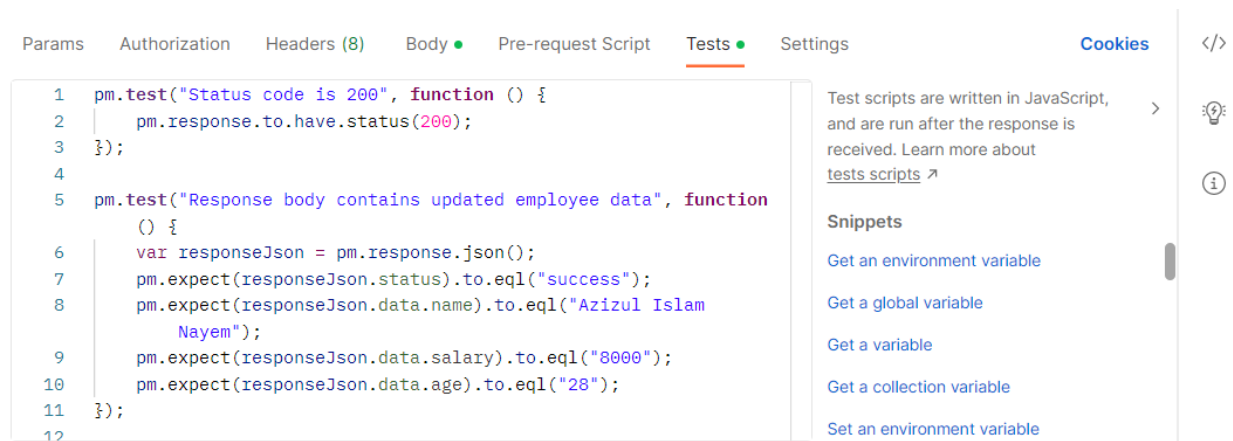 Params Authorization Headers (8) Body Pre-request Script Tests Settings Cookies </>
1 pm.test("Status code is 200", function () {
2 pm.response.to.have.status(200);
3 });
4
5 pm.test("Response body contains updated employee data", function
() {
6 var responseJson = pm.response.json();
7 pm.expect(responseJson.status).to.eql("success");
8 pm.expect(responseJson.data.name).to.eql("Azizul Islam
Nayem");
9 pm.expect(responseJson.data.salary).to.eql("8000");
10 pm.expect(responseJson.data.age).to.eql("28");
11 });
12
Test scripts are written in JavaScript,
and are run after the response is
received. Learn more about
tests scripts ↗
Snippets
Get an environment variable
Get a global variable
Get a variable
Get a collection variable
Set an environment variable